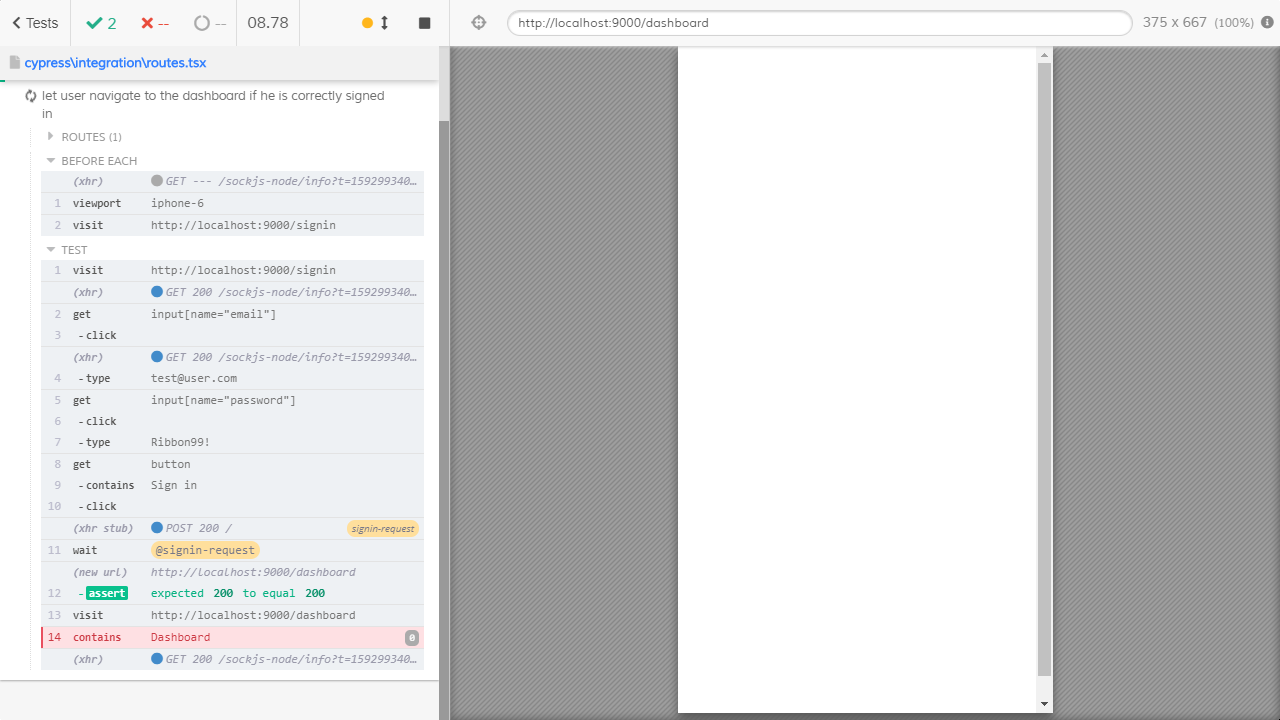 Tests 2 -- -- 08.78
http://localhost:9000/dashboard 375 x 667 (100%)
cypress\integration\routes.tsx
let user navigate to the dashboard if he is correctly signed
in
ROUTES (1)
BEFORE EACH
(xhr) GET --- /sockjs-node/info?t=159299340…
1 viewport iphone-6
2 visit http://localhost:9000/signin
TEST
1 visit http://localhost:9000/signin
(xhr) GET 200 /sockjs-node/info?t=159299340…
2 get input[name="email"]
3 -click
(xhr) GET 200 /sockjs-node/info?t=159299340…
4 -type test@user.com
5 get input[name="password"]
6 -click
7 -type Ribbon99!
8 get button
9 -contains Sign in
10 -click
(xhr stub) POST 200 / signin-request
11 wait @signin-request
(new url) http://localhost:9000/dashboard
12 -assert expected 200 to equal 200
13 visit http://localhost:9000/dashboard
14 contains Dashboard 0
(xhr) GET 200 /sockjs-node/info?t=159299340…